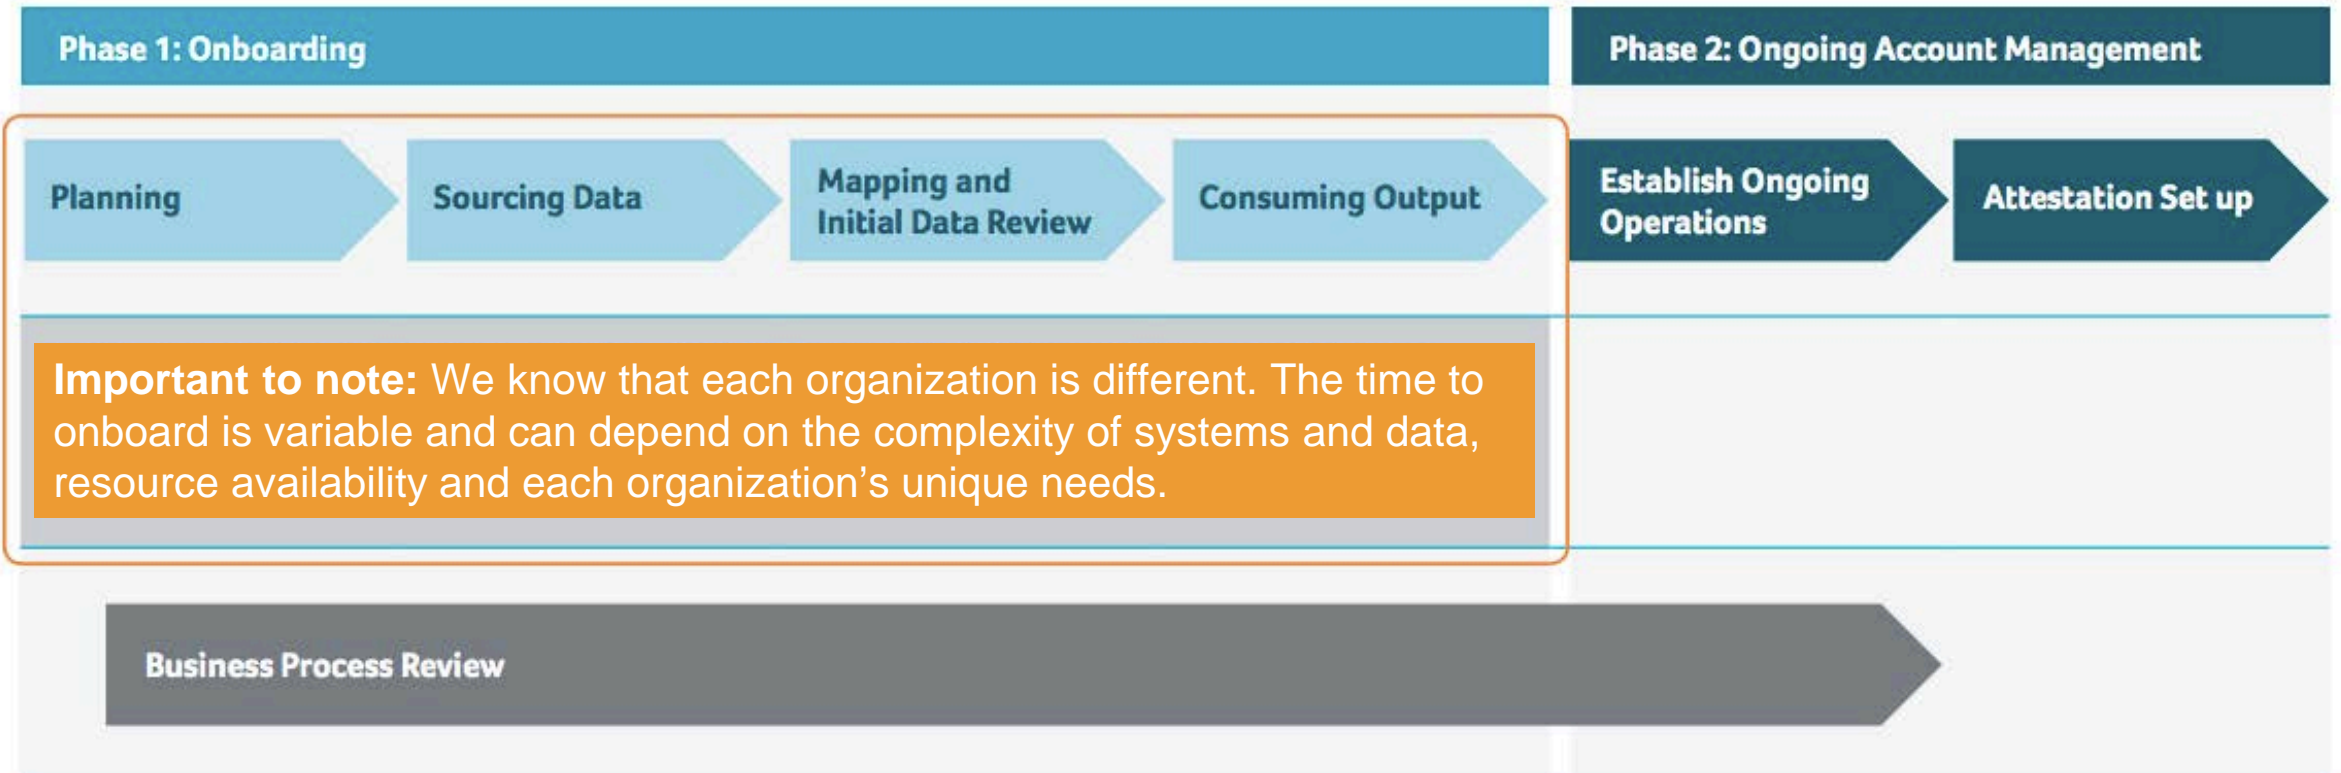 Phase 1: Onboarding
Phase 2: Ongoing Account Management
Planning
Sourcing Data
Mapping and
Initial Data Review
Consuming Output
Establish Ongoing
Operations
Attestation Set up
Important to note: We know that each organization is different. The time to
onboard is variable and can depend on the complexity of systems and data,
resource availability and each organization’s unique needs.
Business Process Review